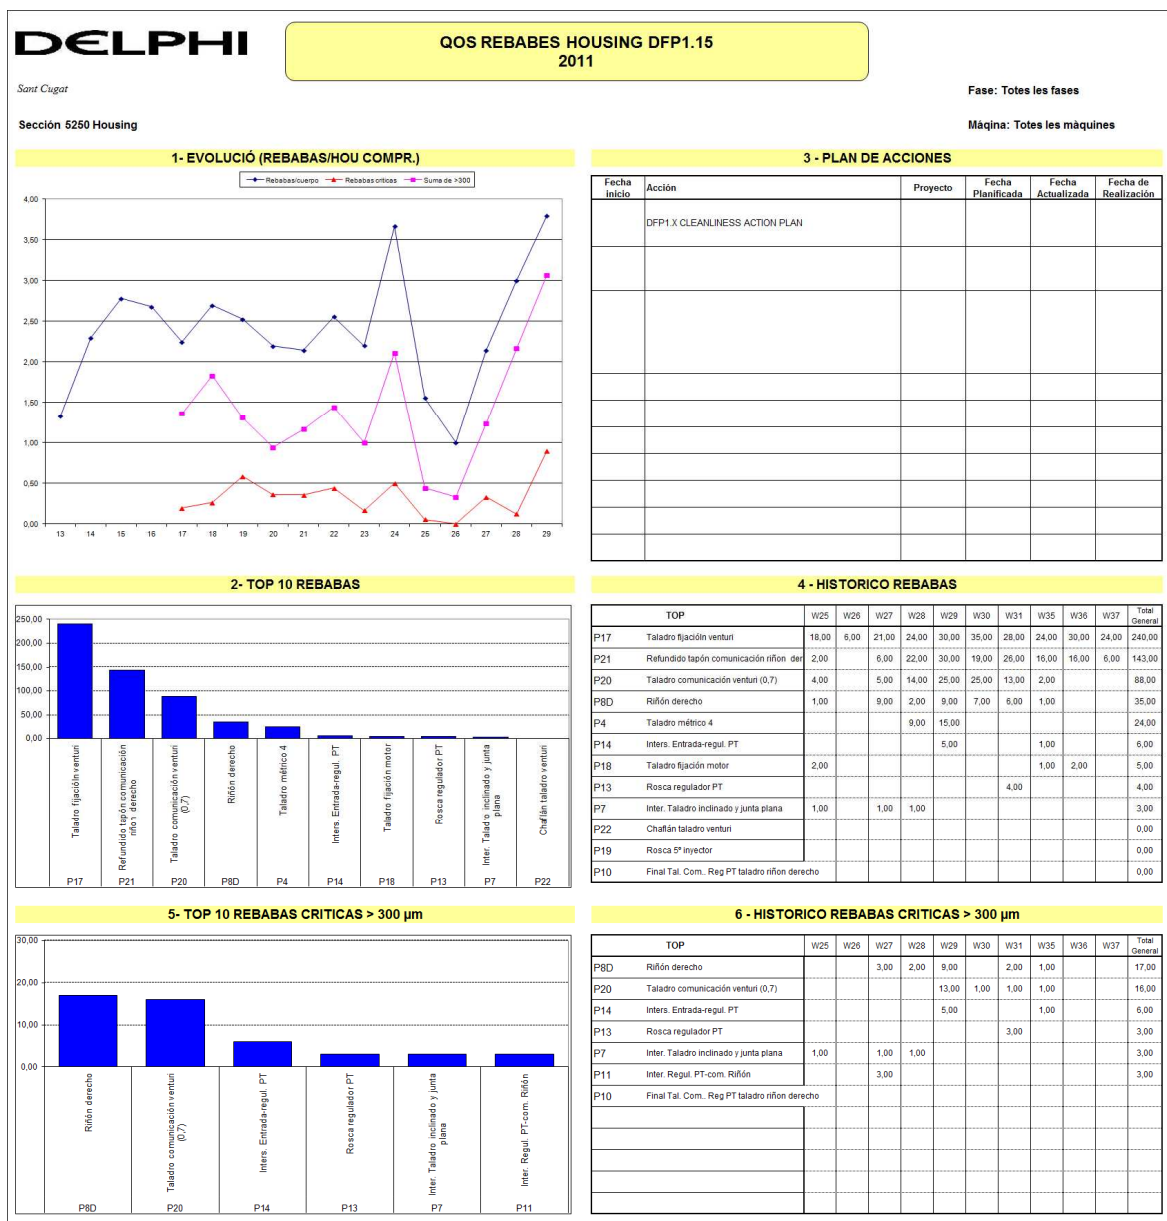 DELPHI
QOS REBABES HOUSING DFP1.15
2011
Sant Cugat
Fase: Totes les fases
Sección 5250 Housing
Máqina: Totes les màquines
1- EVOLUCIÓ (REBABAS/HOU COMPR.)
Rebabas/cuerpo Rebabas criticas Suma de >300
4,00
3,50
3,00
2,50
2,00
1,50
1,00
0,50
0,00
13 14 15 16 17 18 19 20 21 22 23 24 25 26 27 28 29
3 - PLAN DE ACCIONES
Fecha inicio Acción Proyecto Fecha Planificada Fecha Actualizada Fecha de Realización
DFP1.X CLEANLINESS ACTION PLAN
2- TOP 10 REBABAS
250,00
200,00
150,00
100,00
50,00
0,00
Taladro fijacióln venturi
Refundido tapón comunicación riñon derecho
Taladro comunicación venturi (0,7)
Riñón derecho
Taladro métrico 4
Inters. Entrada-regul. PT
Taladro fijación motor
Rosca regulador PT
Inter. Taladro inclinado y junta plana
Chaflán taladro venturi
P17 P21 P20 P8D P4 P14 P18 P13 P7 P22
4 - HISTORICO REBABAS
TOP W25 W26 W27 W28 W29 W30 W31 W35 W36 W37 Total General
P17 Taladro fijacióln venturi 18,00 6,00 21,00 24,00 30,00 35,00 28,00 24,00 30,00 24,00 240,00
P21 Refundido tapón comunicación riñon der 2,00 6,00 22,00 30,00 19,00 26,00 16,00 16,00 6,00 143,00
P20 Taladro comunicación venturi (0,7) 4,00 5,00 14,00 25,00 25,00 13,00 2,00 88,00
P8D Riñón derecho 1,00 9,00 2,00 9,00 7,00 6,00 1,00 35,00
P4 Taladro métrico 4 9,00 15,00 24,00
P14 Inters. Entrada-regul. PT 5,00 1,00 6,00
P18 Taladro fijación motor 2,00 1,00 2,00 5,00
P13 Rosca regulador PT 4,00 4,00
P7 Inter. Taladro inclinado y junta plana 1,00 1,00 1,00 3,00
P22 Chaflán taladro venturi 0,00
P19 Rosca 5º inyector 0,00
P10 Final Tal. Com.. Reg PT taladro riñon derecho 0,00
5- TOP 10 REBABAS CRITICAS > 300 µm
30,00
20,00
10,00
0,00
Riñón derecho
Taladro comunicación venturi (0,7)
Inters. Entrada-regul. PT
Rosca regulador PT
Inter. Taladro inclinado y junta plana
Inter. Regul. PT-com. Riñón
P8D P20 P14 P13 P7 P11
6 - HISTORICO REBABAS CRITICAS > 300 µm
TOP W25 W26 W27 W28 W29 W30 W31 W35 W36 W37 Total General
P8D Riñón derecho 3,00 2,00 9,00 2,00 1,00 17,00
P20 Taladro comunicación venturi (0,7) 13,00 1,00 1,00 1,00 16,00
P14 Inters. Entrada-regul. PT 5,00 1,00 6,00
P13 Rosca regulador PT 3,00 3,00
P7 Inter. Taladro inclinado y junta plana 1,00 1,00 1,00 3,00
P11 Inter. Regul. PT-com. Riñón 3,00 3,00
P10 Final Tal. Com.. Reg PT taladro riñon derecho